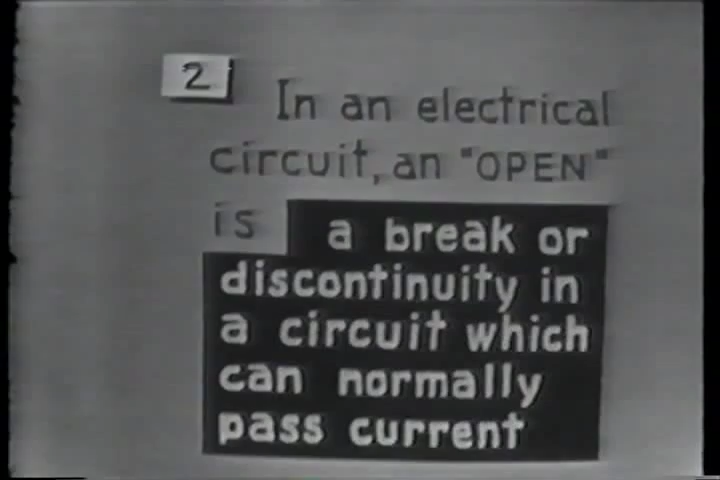 2
In an electrical
circuit, an "OPEN"
is a break or
discontinuity in
a circuit which
can normally
pass current